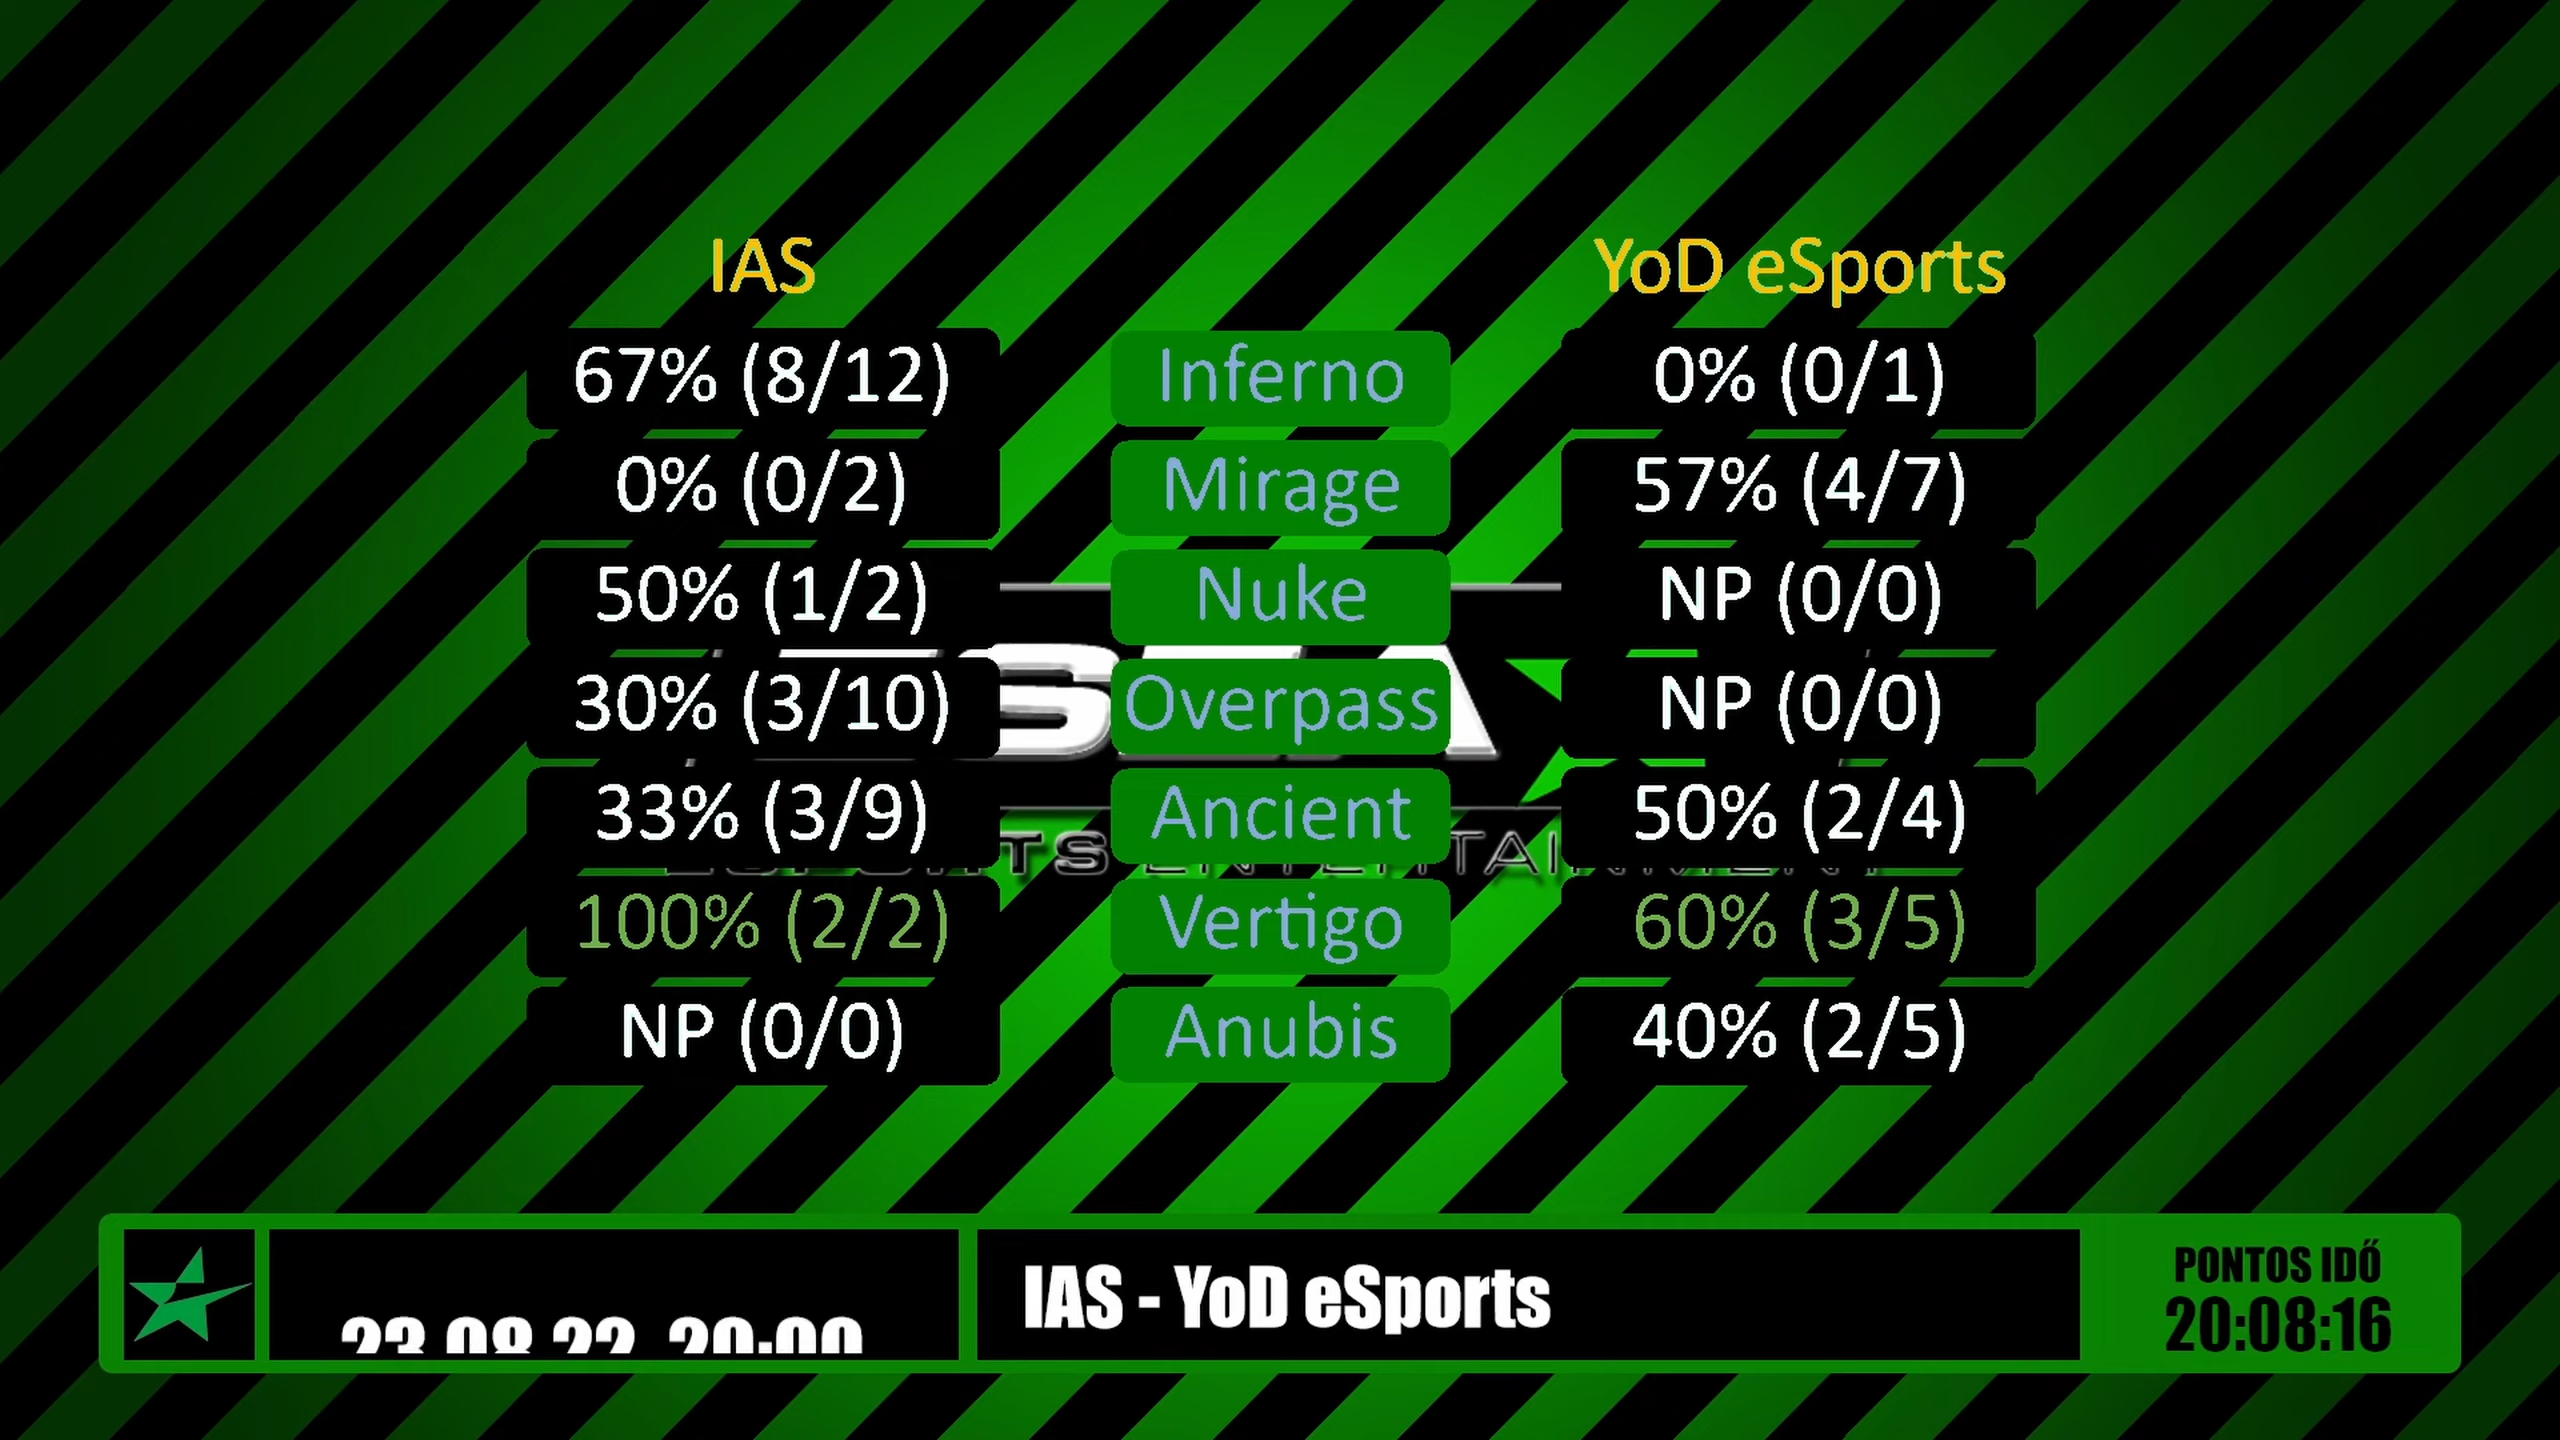 IAS YoD eSports
67% (8/12) Inferno 0% (0/1)
0% (0/2) Mirage 57% (4/7)
50% (1/2) Nuke NP (0/0)
30% (3/10) Overpass NP (0/0)
33% (3/9) Ancient 50% (2/4)
100% (2/2) Vertigo 60% (3/5)
NP (0/0) Anubis 40% (2/5)
IAS - YoD eSports
PONTOS IDŐ
20:08:16